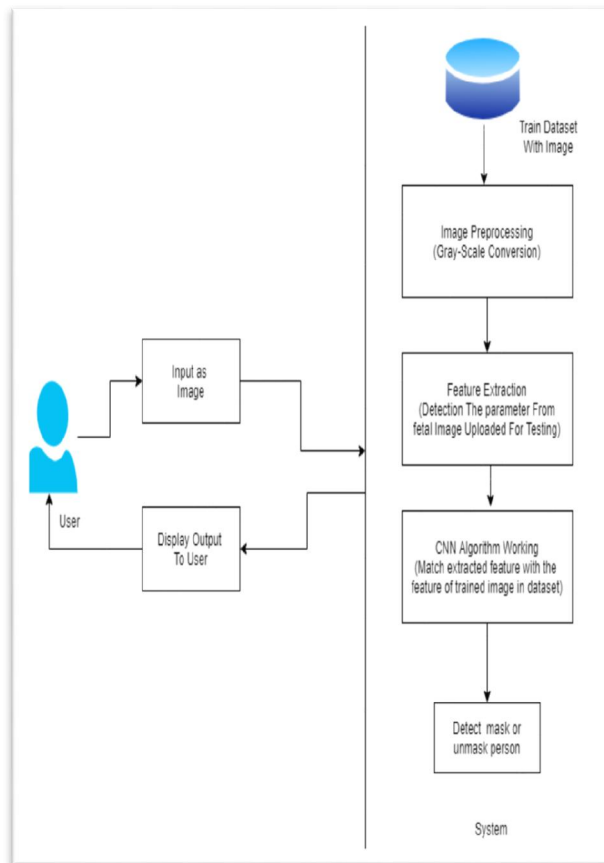 Train Dataset
With Image
Image Preprocessing
(Gray-Scale Conversion)
Input as
Image
Feature Extraction
(Detection The parameter From
fetal Image Uploaded For Testing)
User
Display Output
To User
CNN Algorithm Working
(Match extracted feature with the
feature of trained image in dataset)
Detect mask or
unmask person
System